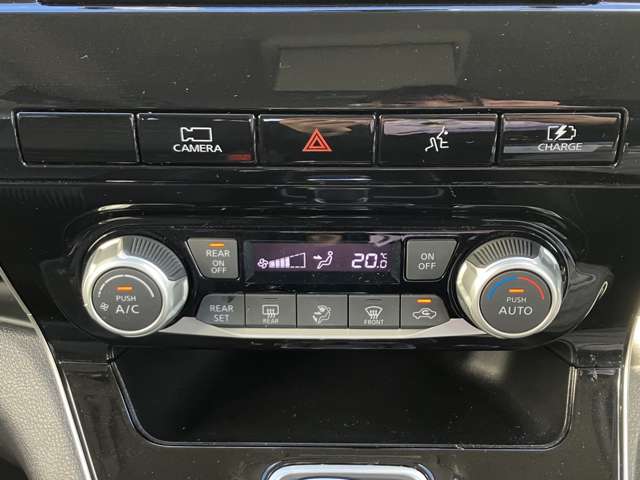 CAMERA
CHARGE
REAR
ON
OFF
20.0
°C
ON
OFF
PUSH
A/C
REAR
SET
REAR
FRONT
PUSH
AUTO